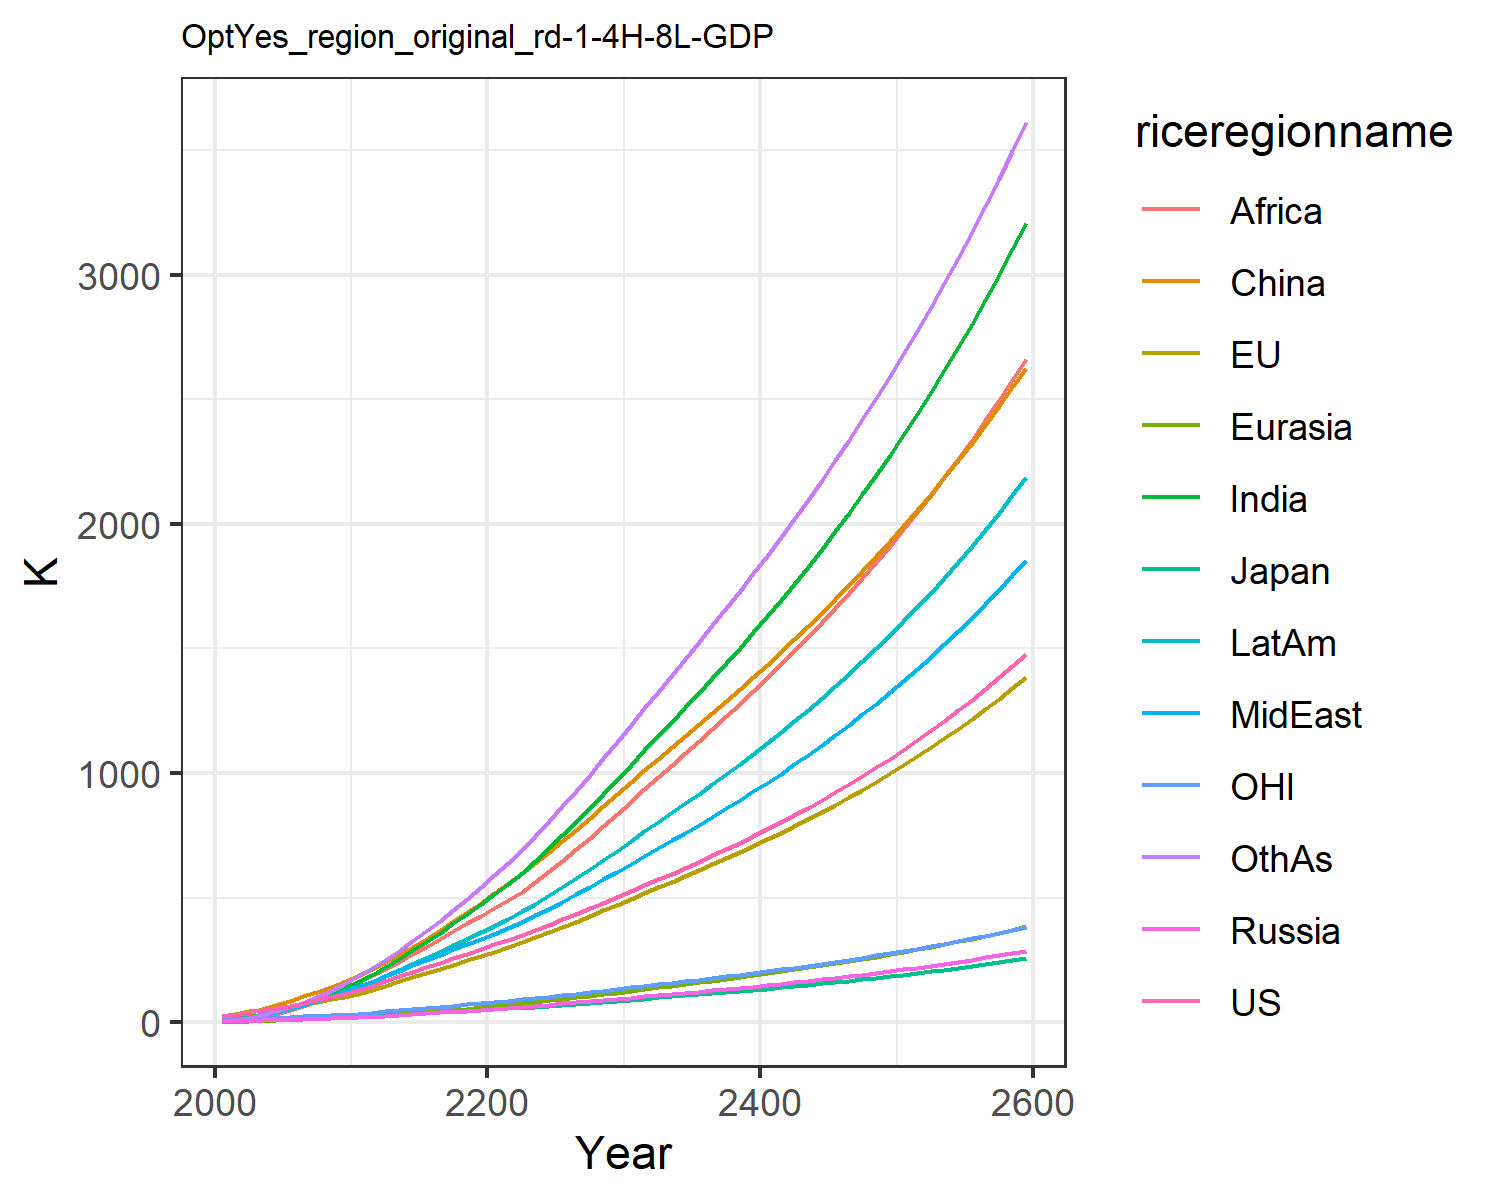 OptYes_region_original_rd-1-4H-8L-GDP
K
3000
2000
1000
0
2000 2200 2400 2600
Year
riceregionname
Africa
China
EU
Eurasia
India
Japan
LatAm
MidEast
OHI
OthAs
Russia
US